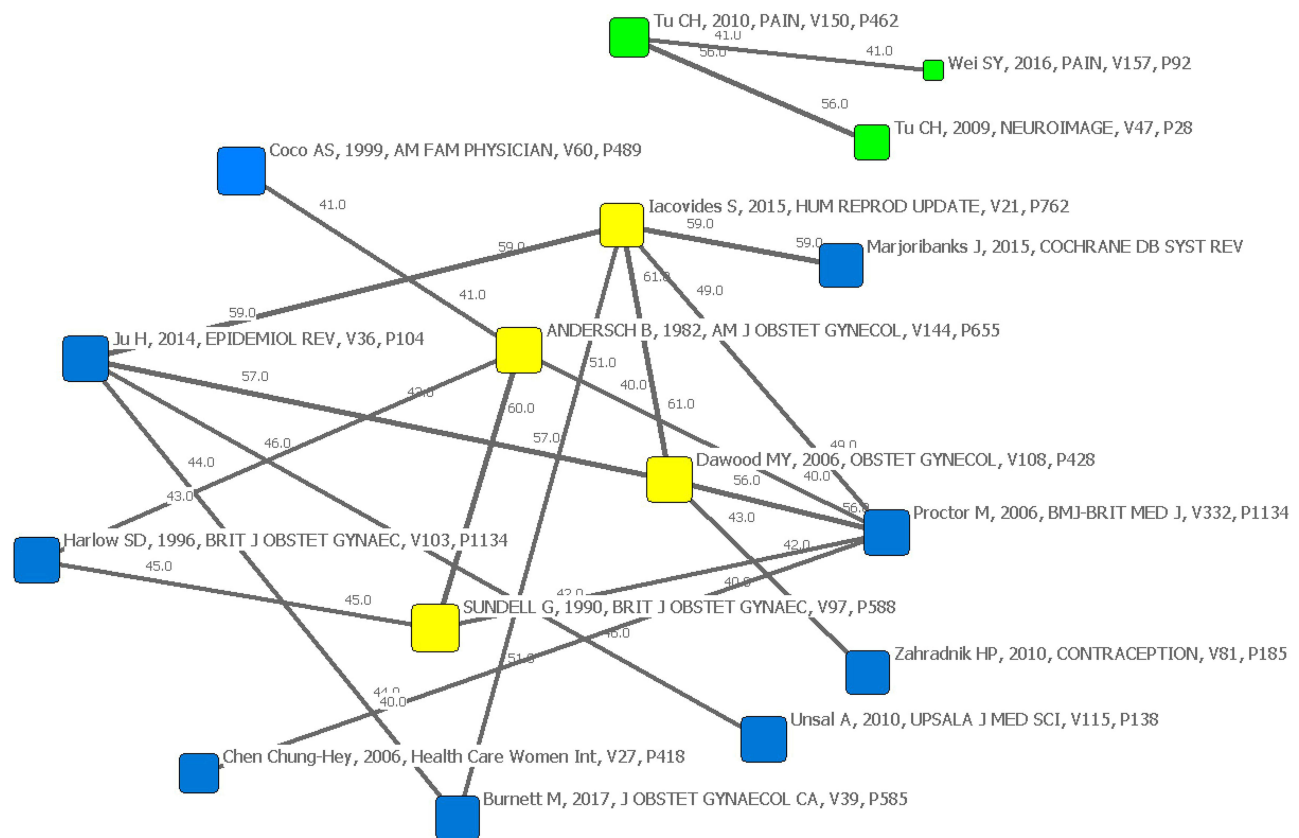 Tu CH, 2010, PAIN, V150, P462
41.0
56.0
41.0
Wei SY, 2016, PAIN, V157, P92
56.0
Tu CH, 2009, NEUROIMAGE, V47, P28
Coco AS, 1999, AM FAM PHYSICIAN, V60, P489
41.0
Iacovides S, 2015, HUM REPROD UPDATE, V21, P762
59.0
59.0
59.0
Marjoribanks J, 2015, COCHRANE DB SYST REV
61.0
49.0
41.0
59.0
Ju H, 2014, EPIDEMIOL REV, V36, P104
ANDERSCH B, 1982, AM J OBSTET GYNECOL, V144, P655
57.0
51.0
40.0
43.0
60.0
61.0
46.0
57.0
49.0
44.0
Dawood MY, 2006, OBSTET GYNECOL, V108, P428
56.0
40.0
43.0
43.0
56.0
Proctor M, 2006, BMJ-BRIT MED J, V332, P1134
Harlow SD, 1996, BRIT J OBSTET GYNAEC, V103, P1134
42.0
45.0
40.0
42.0
45.0
SUNDELL G, 1990, BRIT J OBSTET GYNAEC, V97, P588
46.0
51.0
Zahradnik HP, 2010, CONTRACEPTION, V81, P185
44.0
40.0
Unsal A, 2010, UPSALA J MED SCI, V115, P138
Chen Chung-Hey, 2006, Health Care Women Int, V27, P418
Burnett M, 2017, J OBSTET GYNAECOL CA, V39, P585